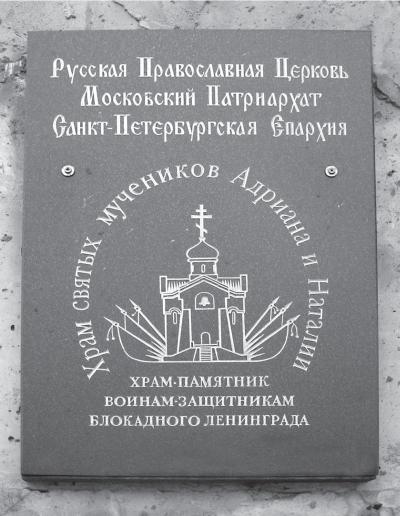 Русская Православная Церковь
Московский Патриархат
Санкт-Петербургская Епархия
Храм святых мучеников Адриана и Наталии
ХРАМ-ПАМЯТНИК
ВОИНАМ-ЗАЩИТНИКАМ
БЛОКАДНОГО ЛЕНИНГРАДА